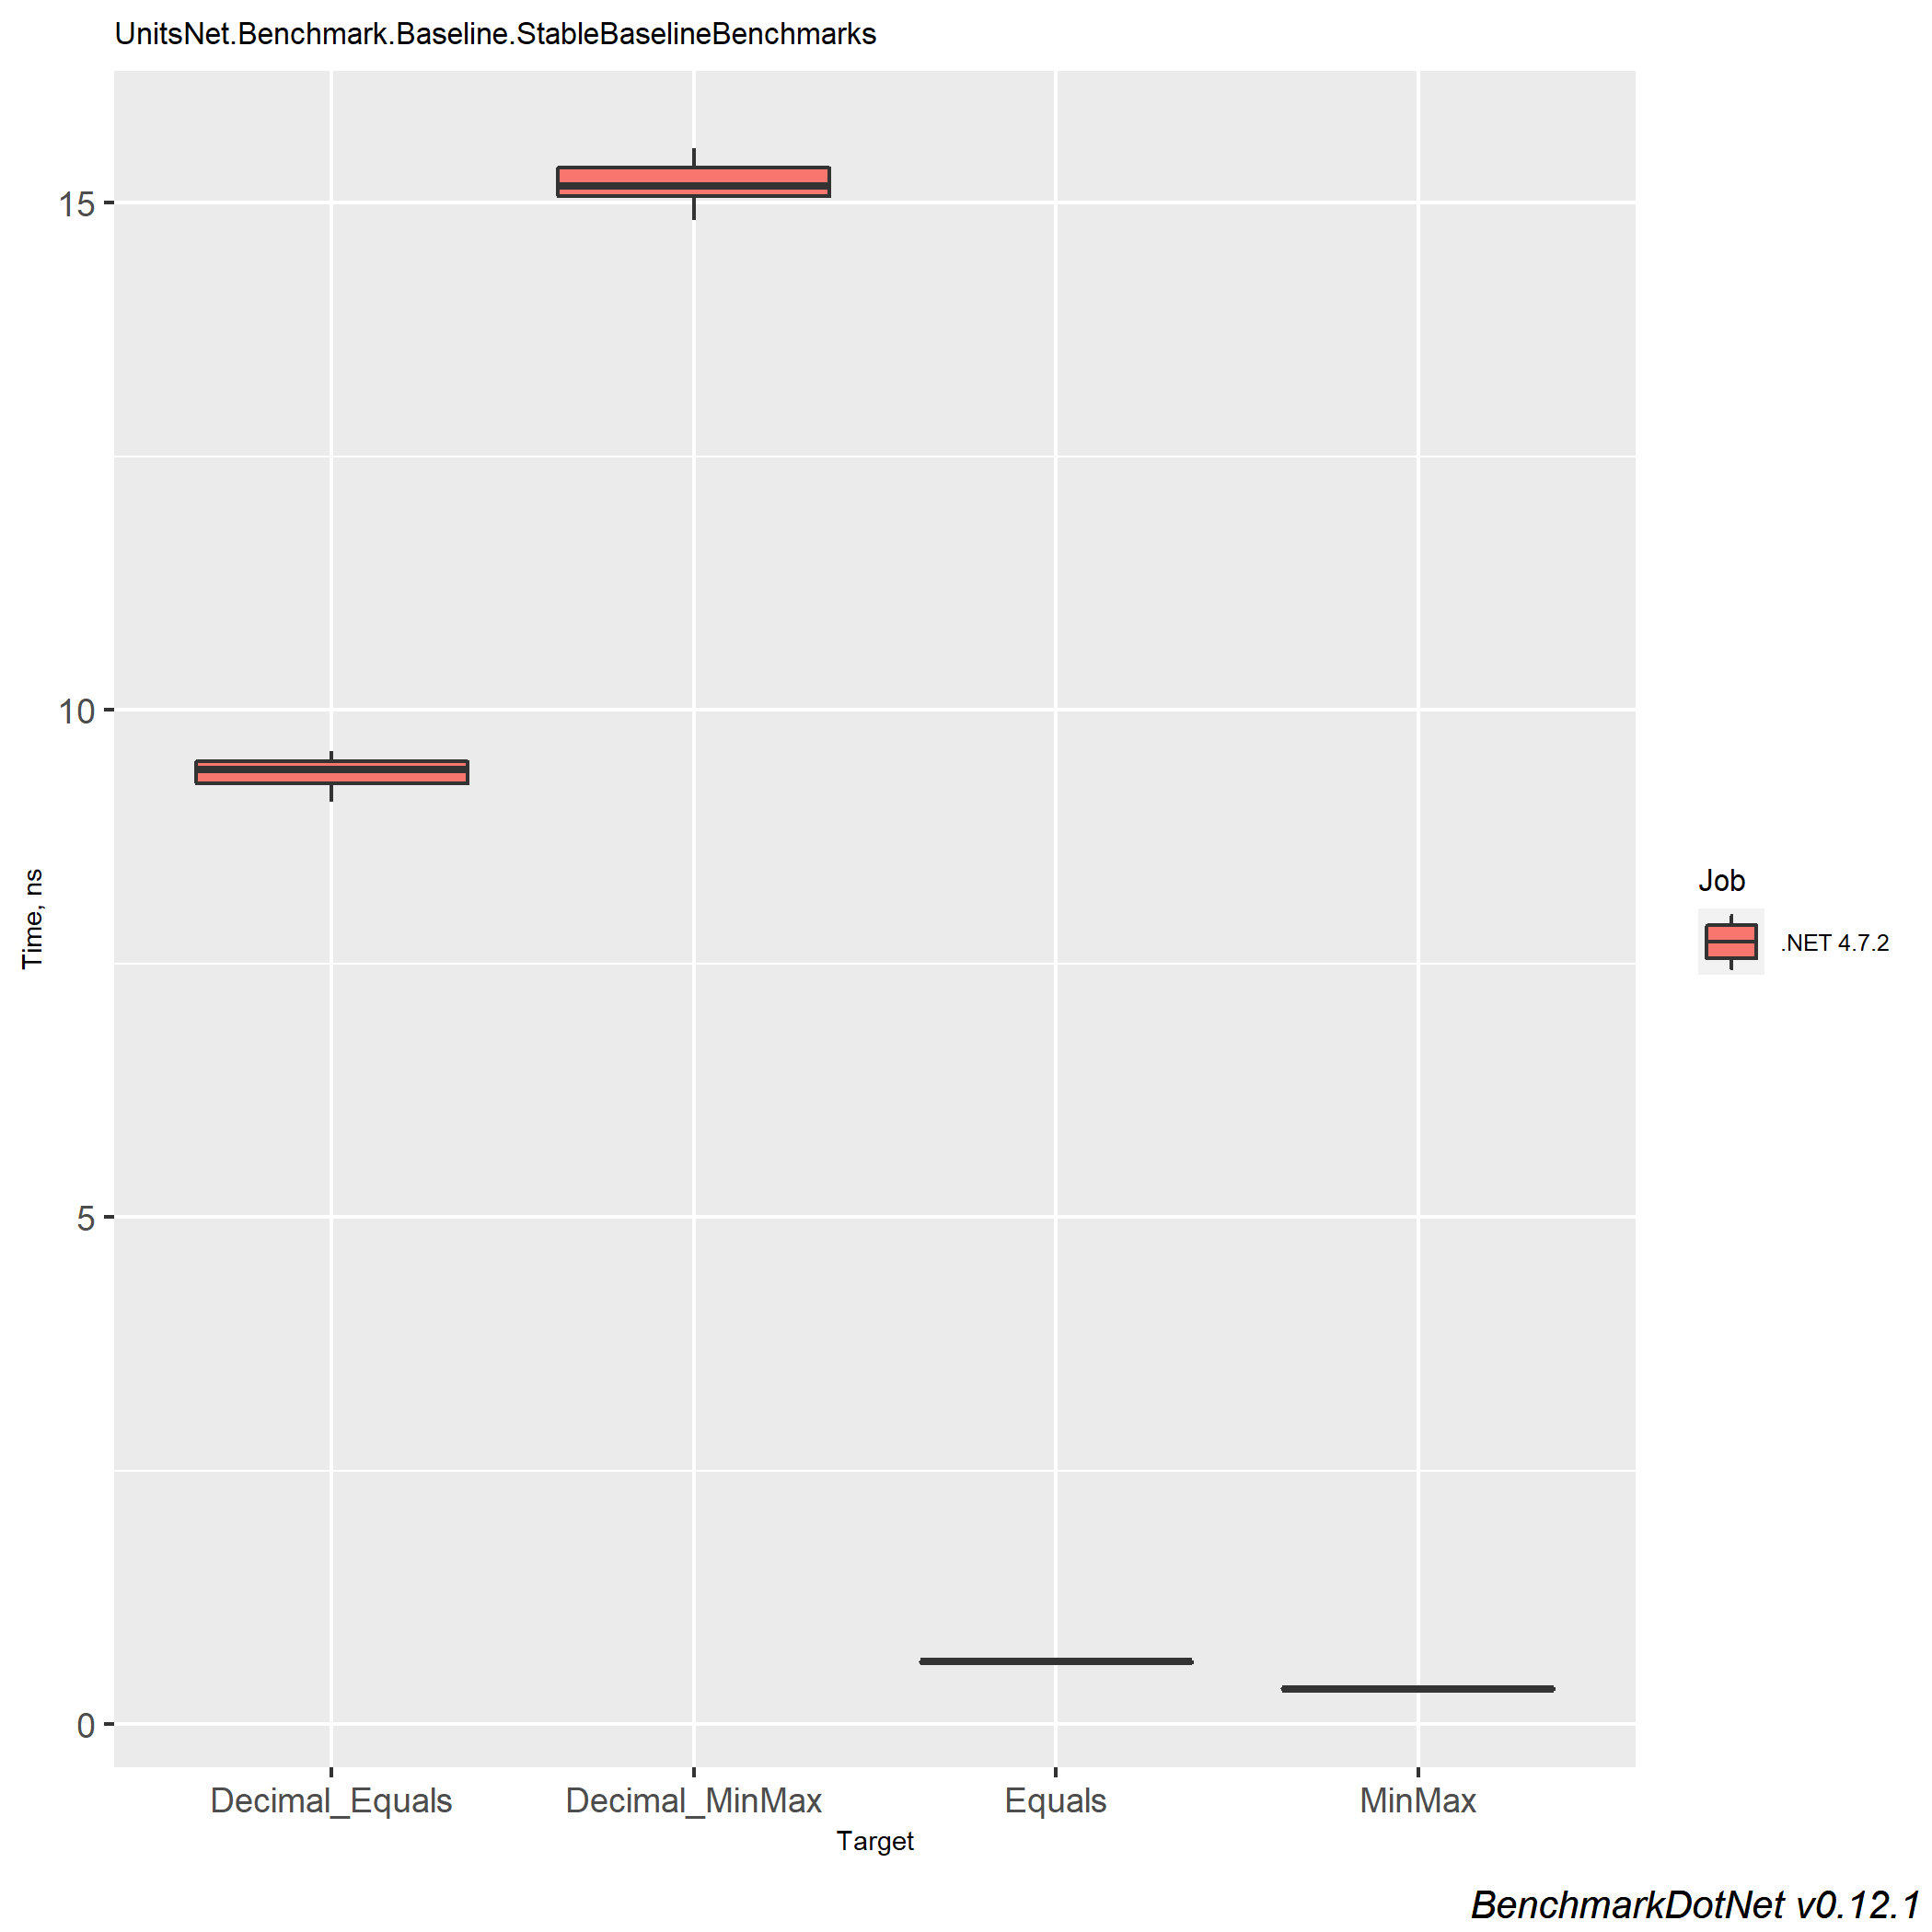 UnitsNet.Benchmark.Baseline.StableBaselineBenchmarks
15
10
5
0
Time, ns
Decimal_Equals
Decimal_MinMax
Equals
MinMax
Target
Job
.NET 4.7.2
BenchmarkDotNet v0.12.1